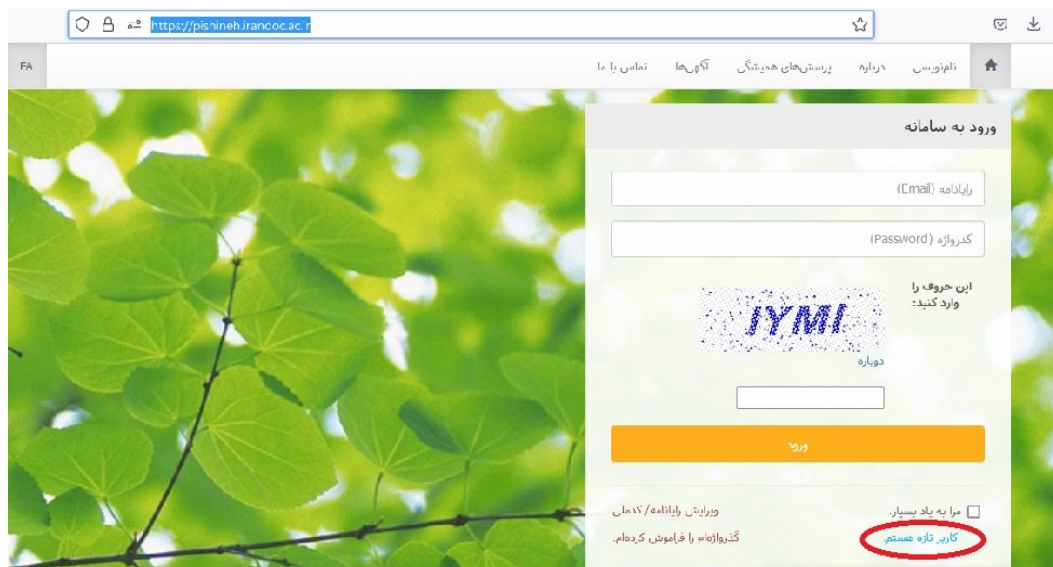 https://pishineh.irandoc.ac.ir
نام‌نویسی درباره پرسش‌های همیشگی آگهی‌ها تماس با ما FA
ورود به سامانه
رایانامه (Email)
گذرواژه (Password)
این حروف را
وارد کنید:
دوباره
ورود
مرا به یاد بسپار. ویرایش رایانامه/ کدملی
کاربر تازه هستم. گذرواژه‌ام را فراموش کرده‌ام.